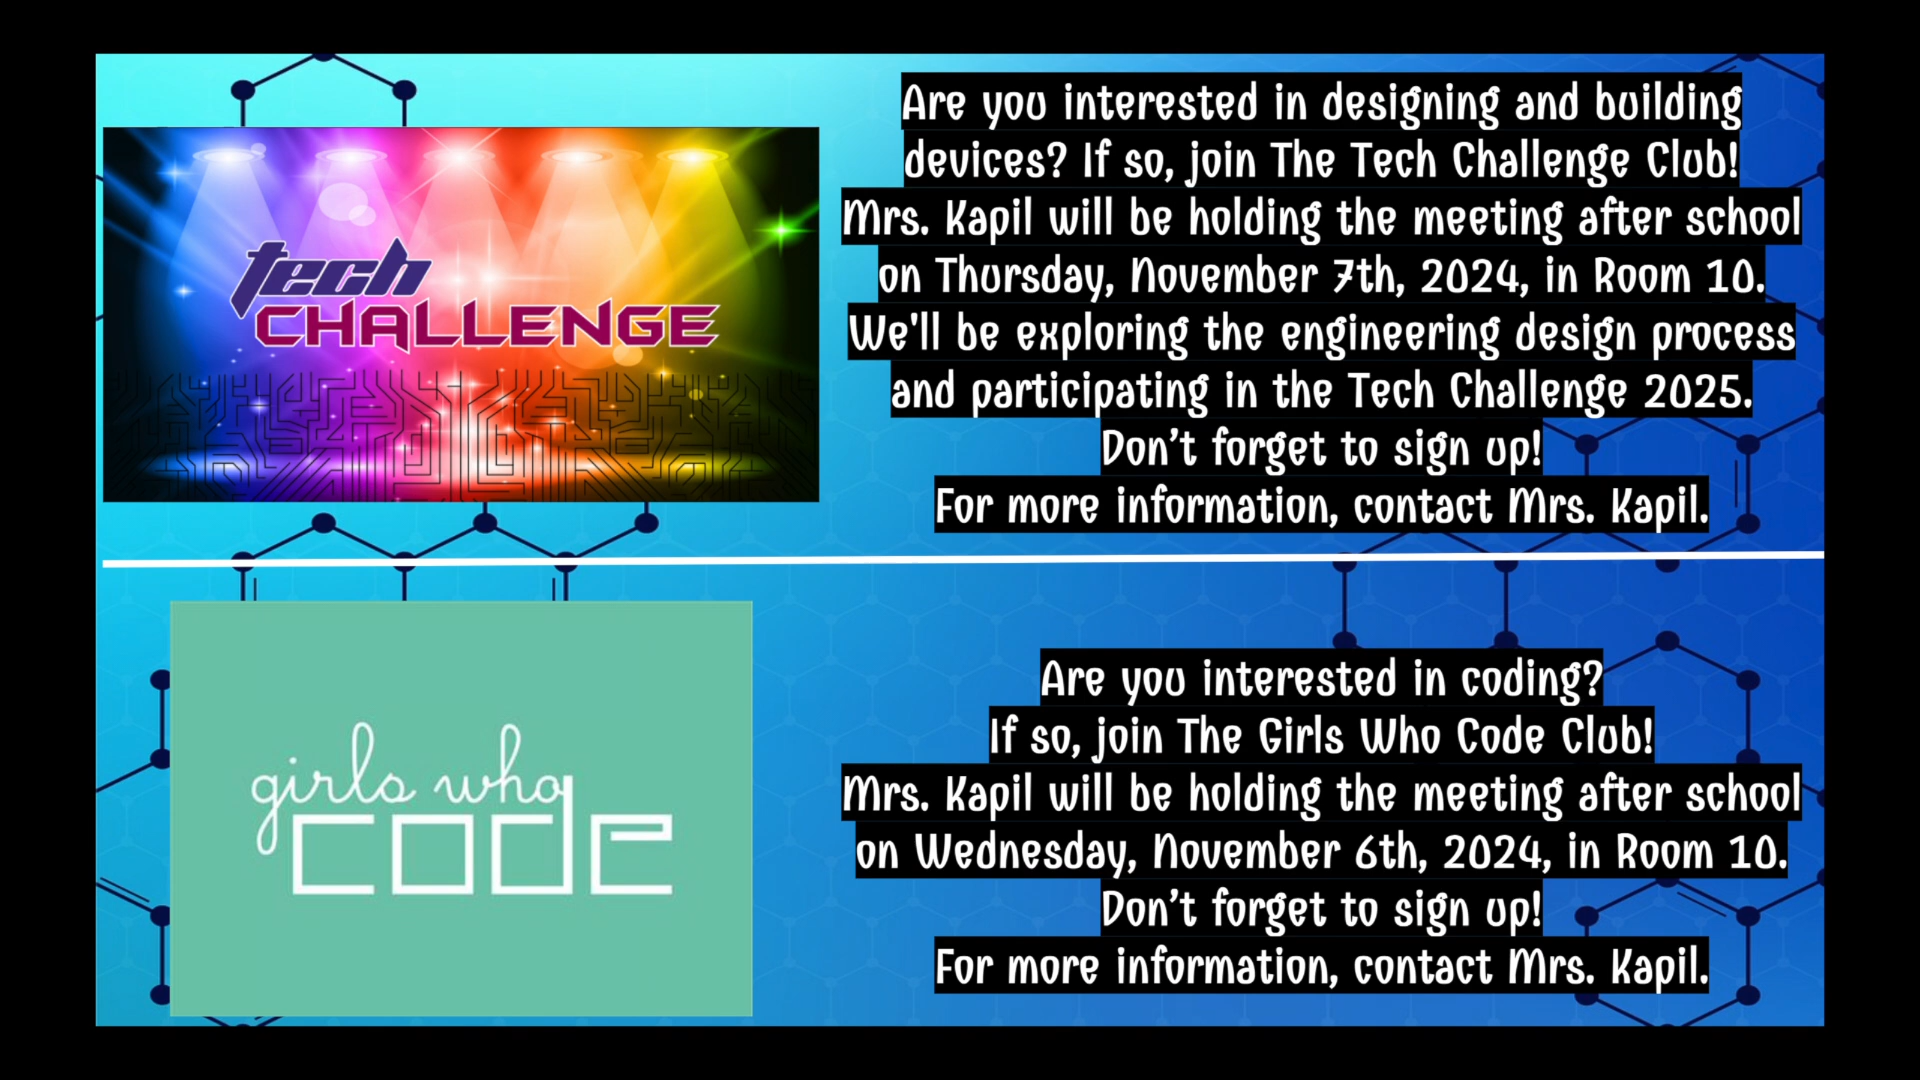 tech
CHALLENGE
Are you interested in designing and building
devices? If so, join The Tech Challenge Club!
Mrs. Kapil will be holding the meeting after school
on Thursday, November 7th, 2024, in Room 10.
We'll be exploring the engineering design process
and participating in the Tech Challenge 2025.
Don't forget to sign up!
For more information, contact Mrs. Kapil.
girls who
code
Are you interested in coding?
If so, join The Girls Who Code Club!
Mrs. Kapil will be holding the meeting after school
on Wednesday, November 6th, 2024, in Room 10.
Don't forget to sign up!
For more information, contact Mrs. Kapil.